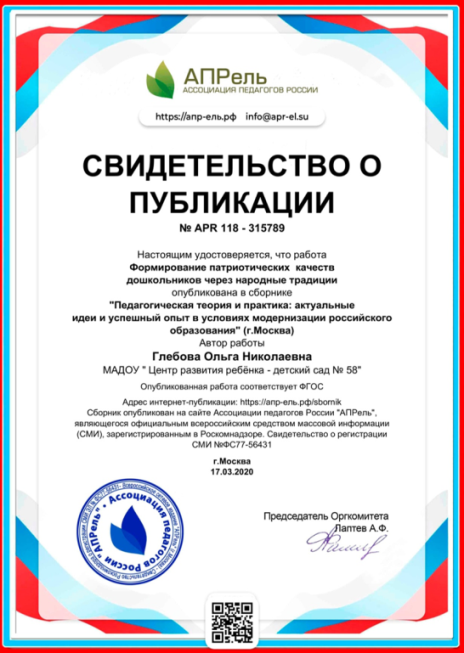 АПРель
АССОЦИАЦИЯ ПЕДАГОГОВ РОССИИ
https://апр-ель.рф info@apr-el.su
СВИДЕТЕЛЬСТВО О
ПУБЛИКАЦИИ
№ APR 118 - 315789
Настоящим удостоверяется, что работа
Формирование патриотических качеств
дошкольников через народные традиции
опубликована в сборнике
"Педагогическая теория и практика: актуальные
идеи и успешный опыт в условиях модернизации российского
образования" (г.Москва)
Автор работы
Глебова Ольга Николаевна
МАДОУ " Центр развития ребёнка - детский сад № 58"
Опубликованная работа соответствует ФГОС
Адрес интернет-публикации: https://апр-ель.рф/sbornik
Сборник опубликован на сайте Ассоциации педагогов России "АПРель",
являющегося официальным всероссийским средством массовой информации
(СМИ), зарегистрированным в Роскомнадзоре. Свидетельство о регистрации
СМИ №ФС77-56431
г.Москва
17.03.2020
Председатель Оргкомитета
Лаптев А.Ф.
Ассоциация педагогов России "АПРель"